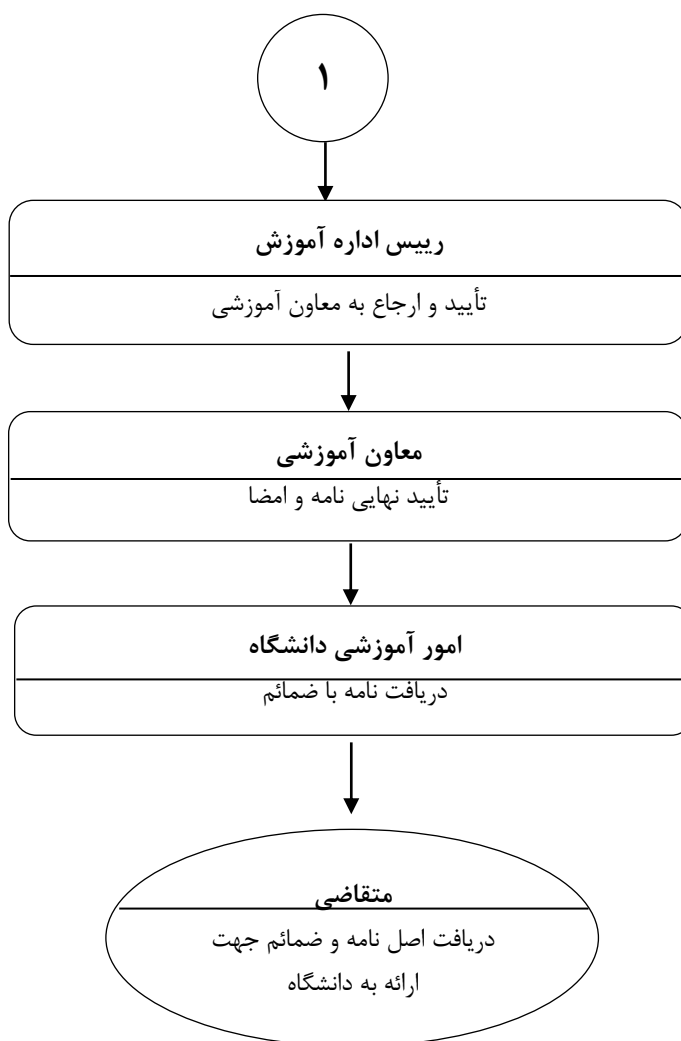 ۱
رییس اداره آموزش
تأیید و ارجاع به معاون آموزشی
معاون آموزشی
تأیید نهایی نامه و امضا
امور آموزشی دانشگاه
دریافت نامه با ضمائم
متقاضی
دریافت اصل نامه و ضمائم جهت
ارائه به دانشگاه